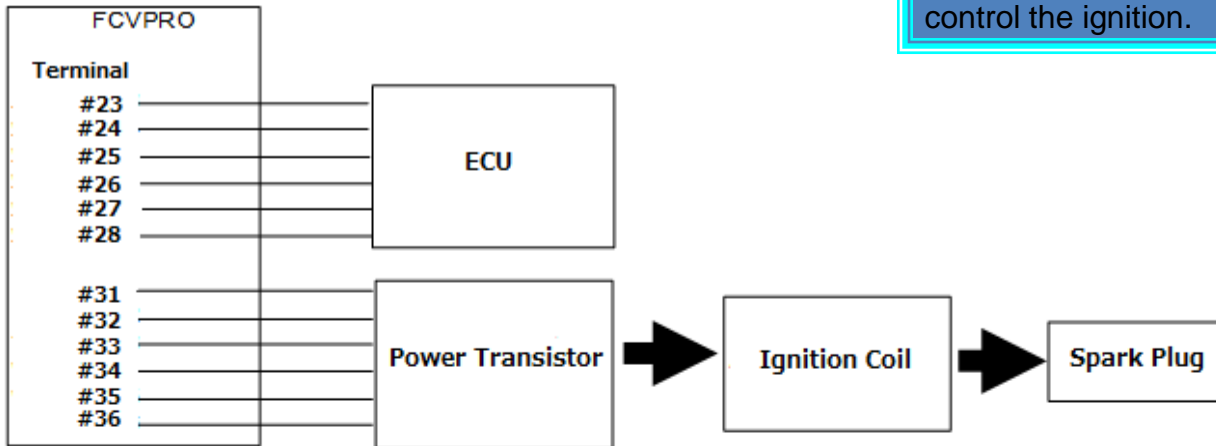 control the ignition.
FCVPRO
Terminal
#23
#24
#25
#26
#27
#28
ECU
#31
#32
#33
#34
#35
#36
Power Transistor
Ignition Coil
Spark Plug